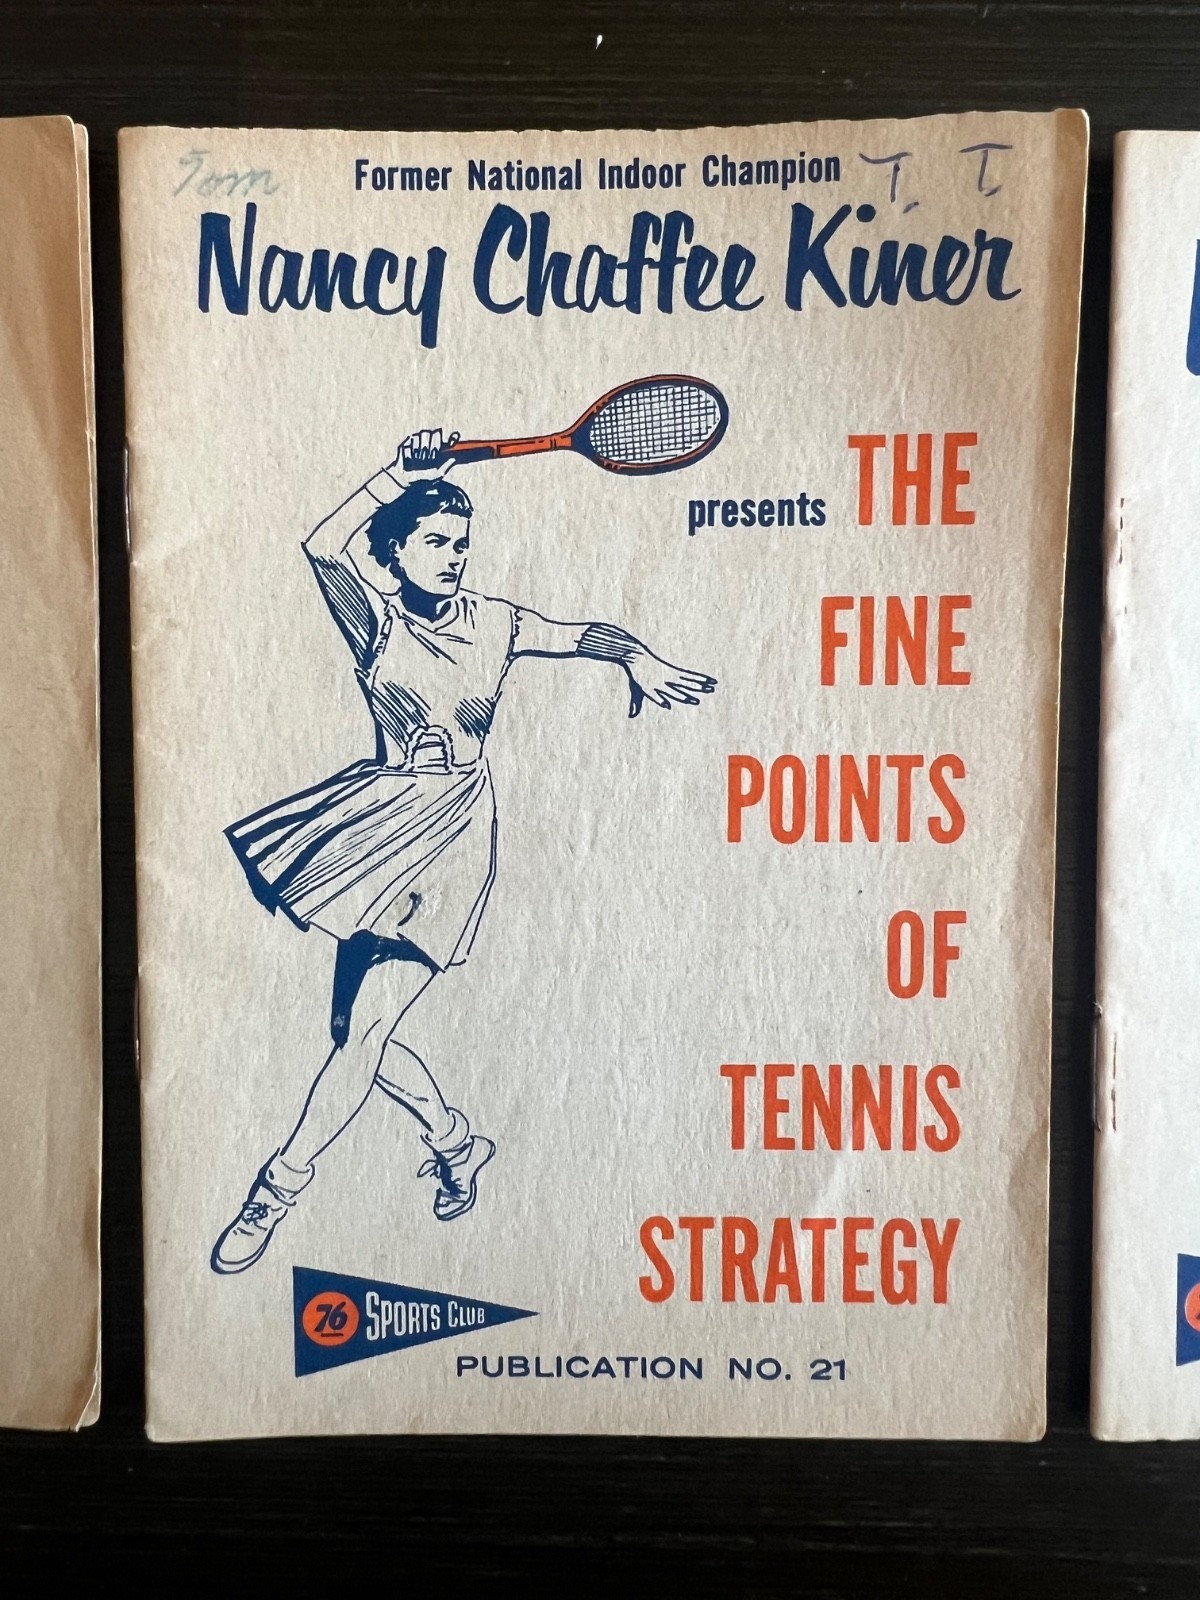 Tom
Former National Indoor Champion
T. T.
Nancy Chaffee Kiner
presents THE
FINE
POINTS
OF
TENNIS
STRATEGY
76 SPORTS CLUB
PUBLICATION NO. 21